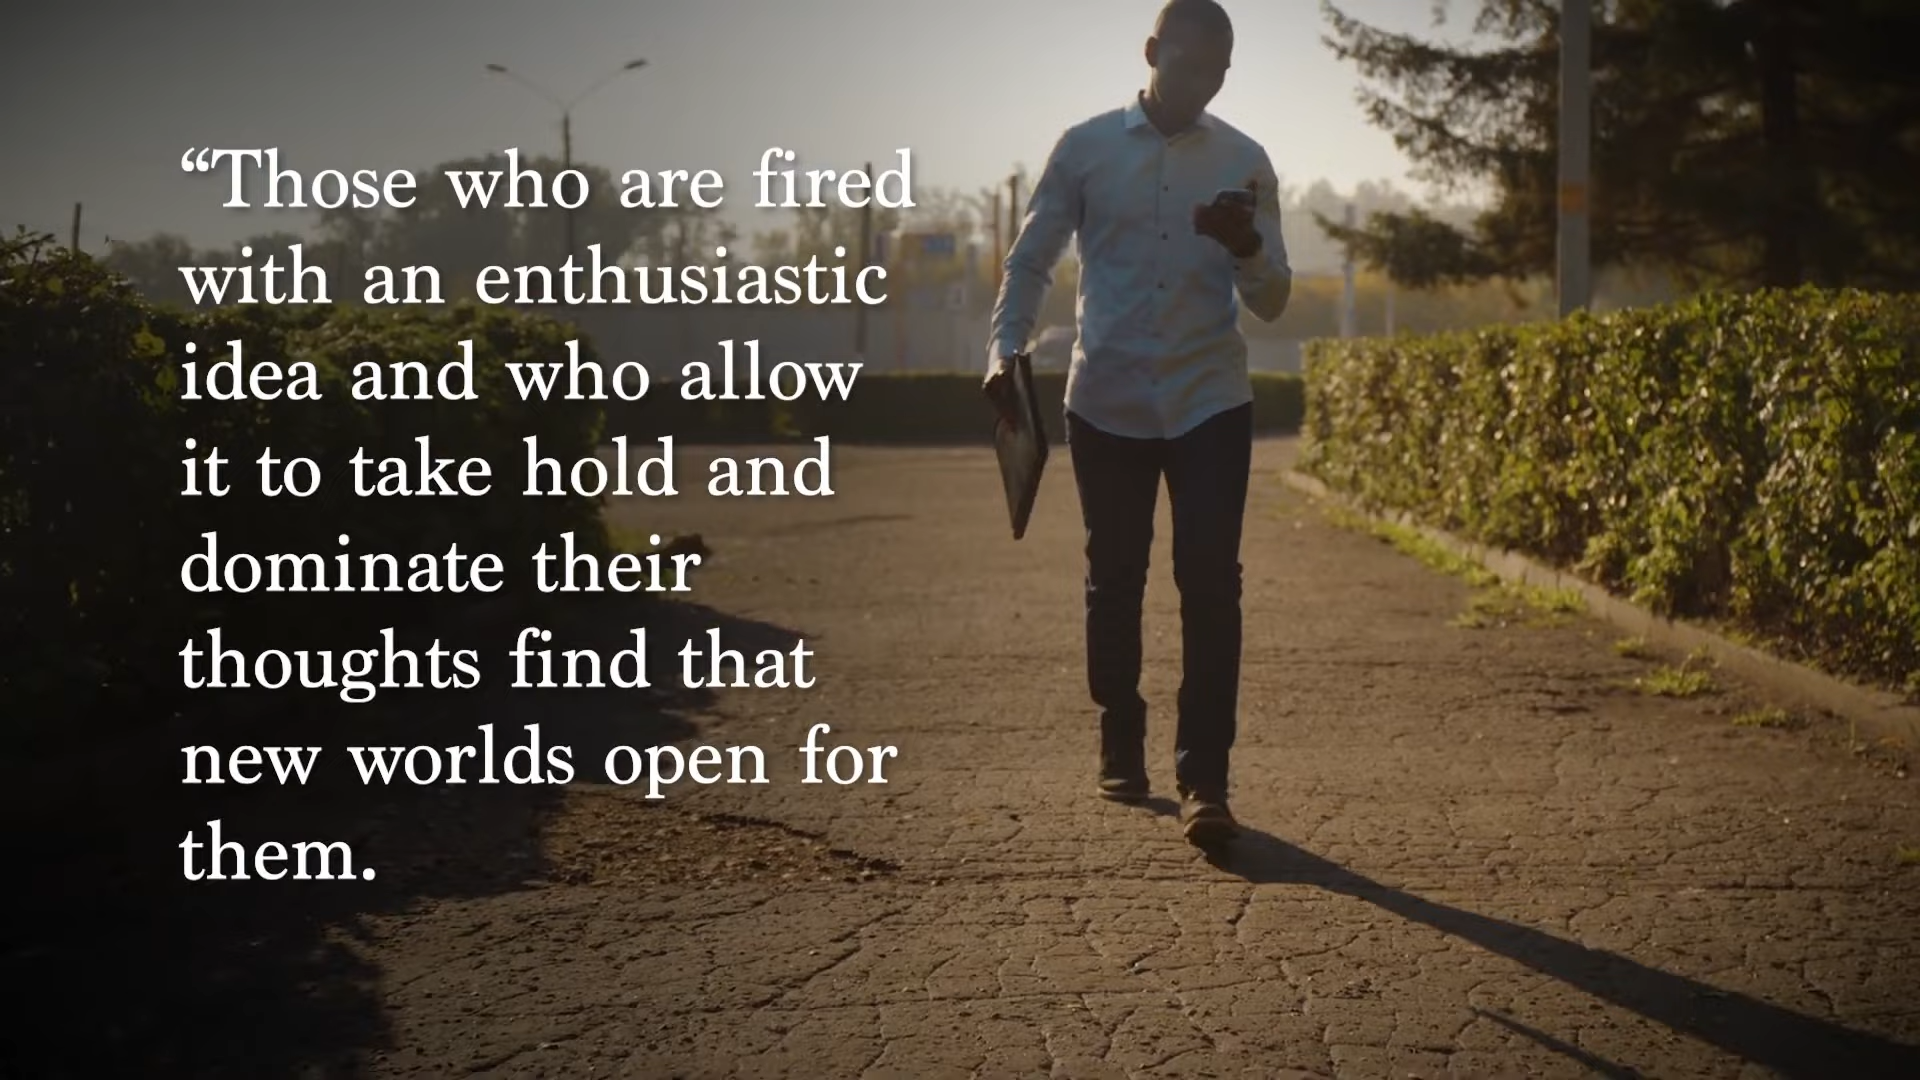 “Those who are fired
with an enthusiastic
idea and who allow
it to take hold and
dominate their
thoughts find that
new worlds open for
them.